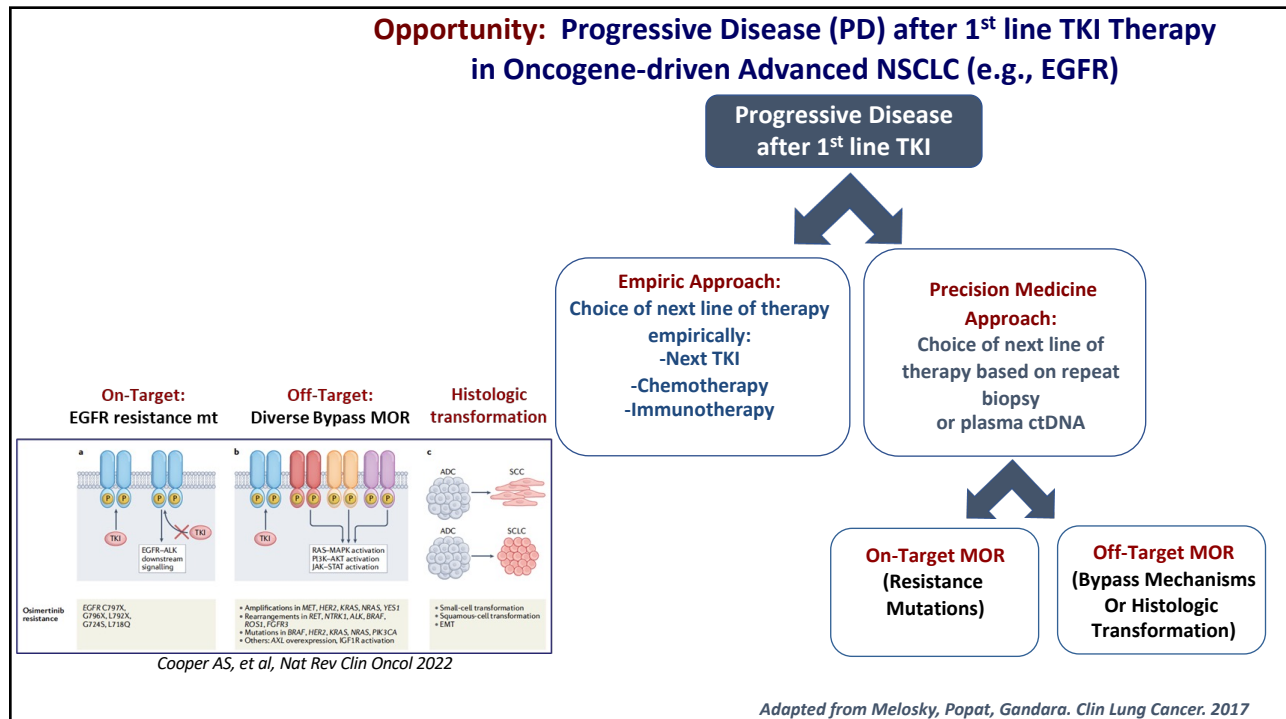 Opportunity: Progressive Disease (PD) after 1st line TKI Therapy
in Oncogene-driven Advanced NSCLC (e.g., EGFR)
Progressive Disease
after 1st line TKI
Empiric Approach:
Choice of next line of therapy
empirically:
-Next TKI
-Chemotherapy
-Immunotherapy
Precision Medicine
Approach:
Choice of next line of
therapy based on repeat
biopsy
or plasma ctDNA
On-Target MOR
(Resistance
Mutations)
Off-Target MOR
(Bypass Mechanisms
Or Histologic
Transformation)
On-Target:
EGFR resistance mt
Off-Target:
Diverse Bypass MOR
Histologic
transformation
a
P P P P
TKI
TKI
EGFR–ALK
downstream
signalling
b
P P P P P P P P
TKI
RAS–MAPK activation
PI3K–AKT activation
JAK–STAT activation
c
ADC
SCC
ADC
SCLC
Osimertinib
resistance
EGFR C797X,
G796X, L792X,
G724S, L718Q
• Amplifications in MET, HER2, KRAS, NRAS, YES1
• Rearrangements in RET, NTRK1, ALK, BRAF,
ROS1, FGFR3
• Mutations in BRAF, HER2, KRAS, NRAS, PIK3CA
• Others: AXL overexpression, IGF1R activation
• Small-cell transformation
• Squamous-cell transformation
• EMT
Cooper AS, et al, Nat Rev Clin Oncol 2022
Adapted from Melosky, Popat, Gandara. Clin Lung Cancer. 2017